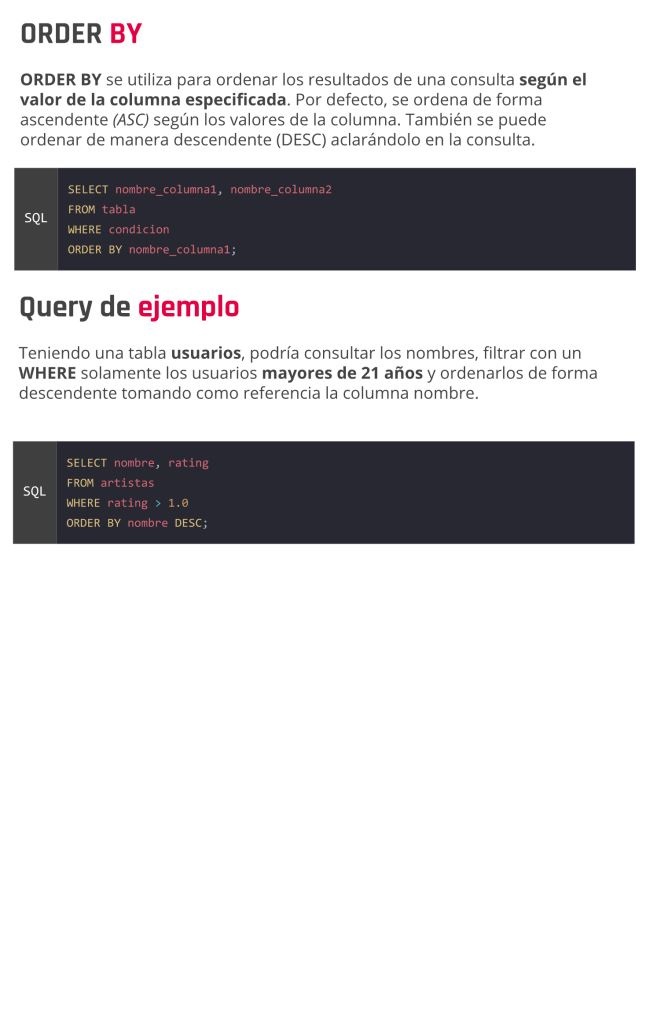 ORDER BY
ORDER BY se utiliza para ordenar los resultados de una consulta según el
valor de la columna especificada. Por defecto, se ordena de forma
ascendente (ASC) según los valores de la columna. También se puede
ordenar de manera descendente (DESC) aclarándolo en la consulta.
SQL
SELECT nombre_columna1, nombre_columna2
FROM tabla
WHERE condicion
ORDER BY nombre_columna1;
Query de ejemplo
Teniendo una tabla usuarios, podría consultar los nombres, filtrar con un
WHERE solamente los usuarios mayores de 21 años y ordenarlos de forma
descendente tomando como referencia la columna nombre.
SQL
SELECT nombre, rating
FROM artistas
WHERE rating > 1.0
ORDER BY nombre DESC;